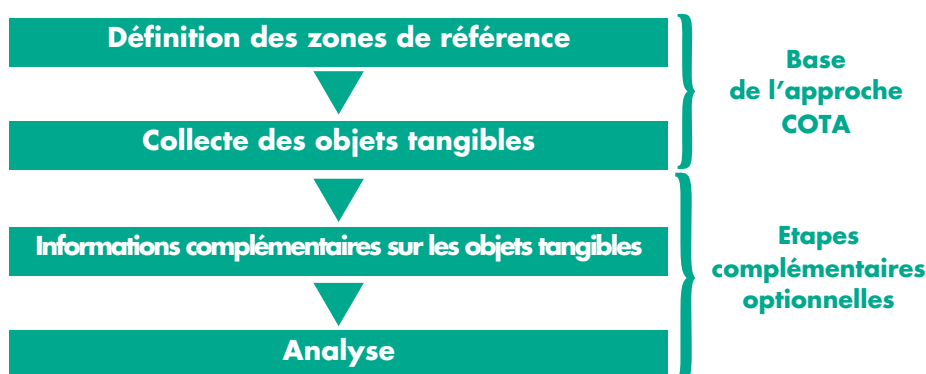 Définition des zones de référence
Collecte des objets tangibles
Base
de l'approche
COTA
Informations complémentaires sur les objets tangibles
Analyse
Etapes
complémentaires
optionnelles